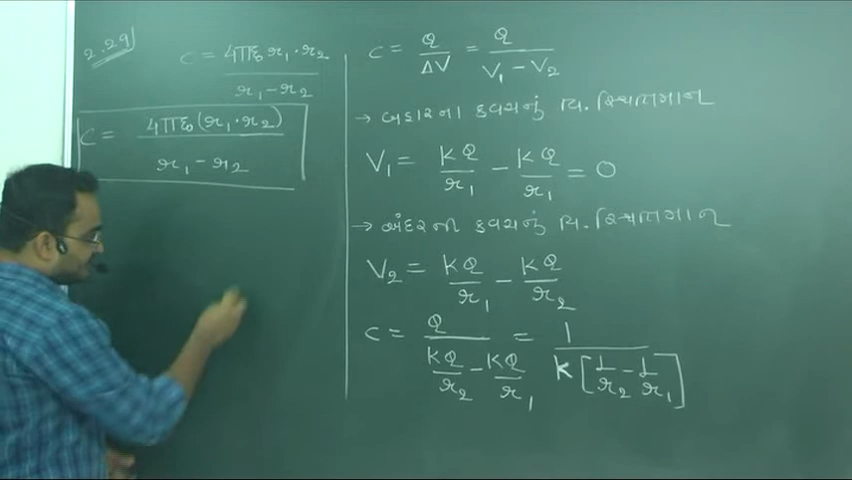 2.29
C = 4πε₀ r₁·r₂ / r₁ − r₂
C = 4πε₀(r₁·r₂) / r₁ − r₂
C = Q / ΔV = Q / V₁ − V₂
→ બહારના કવચનું વિ. સ્થિતિમાન
V₁ = KQ / r₁ − KQ / r₁ = 0
→ અંદરના કવચનું વિ. સ્થિતિમાન
V₂ = KQ / r₁ − KQ / r₂
C = Q / KQ / r₂ − KQ / r₁ = 1 / K [ 1 / r₂ − 1 / r₁ ]